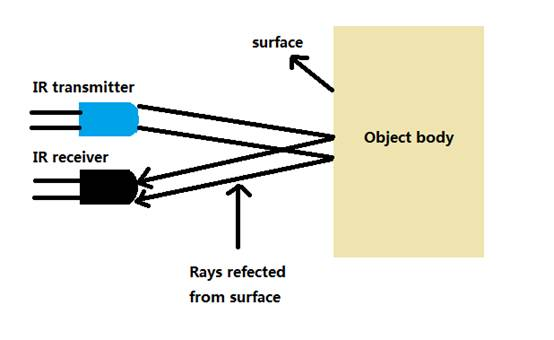 surface
IR transmitter
Object body
IR receiver
Rays refected
from surface